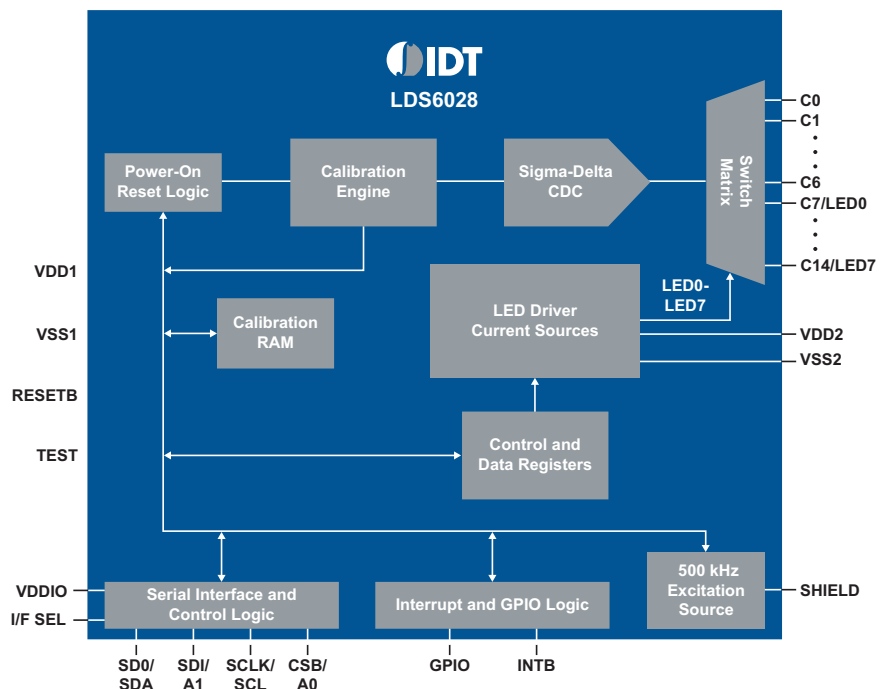 IDT
LDS6028
Power-On
Reset Logic
Calibration
Engine
Sigma-Delta
CDC
Switch
Matrix
C0
C1
C6
C7/LED0
C14/LED7
VDD1
VSS1
RESETB
TEST
Calibration
RAM
LED Driver
Current Sources
LED0-
LED7
VDD2
VSS2
Control and
Data Registers
VDDIO
I/F SEL
Serial Interface and
Control Logic
Interrupt and GPIO Logic
500 kHz
Excitation
Source
SHIELD
SD0/
SDA
SDI/
A1
SCLK/
SCL
CSB/
A0
GPIO
INTB